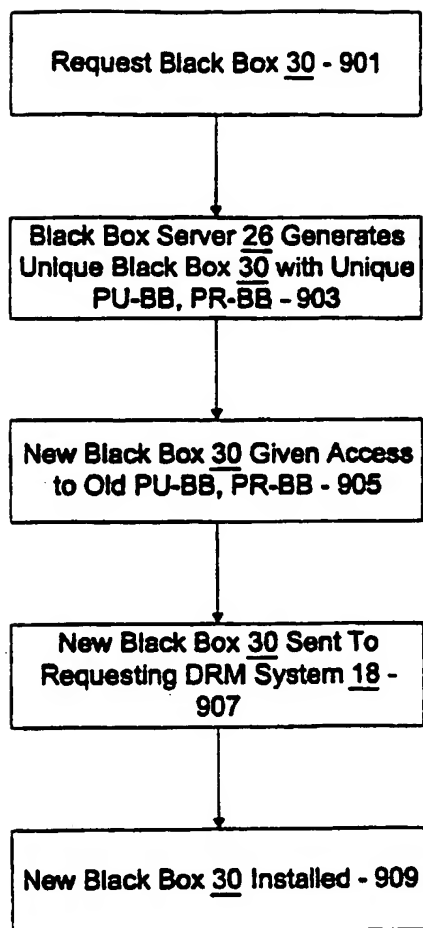 Request Black Box 30 - 901
Black Box Server 26 Generates
Unique Black Box 30 with Unique
PU-BB, PR-BB - 903
New Black Box 30 Given Access
to Old PU-BB, PR-BB - 905
New Black Box 30 Sent To
Requesting DRM System 18 -
907
New Black Box 30 Installed - 909